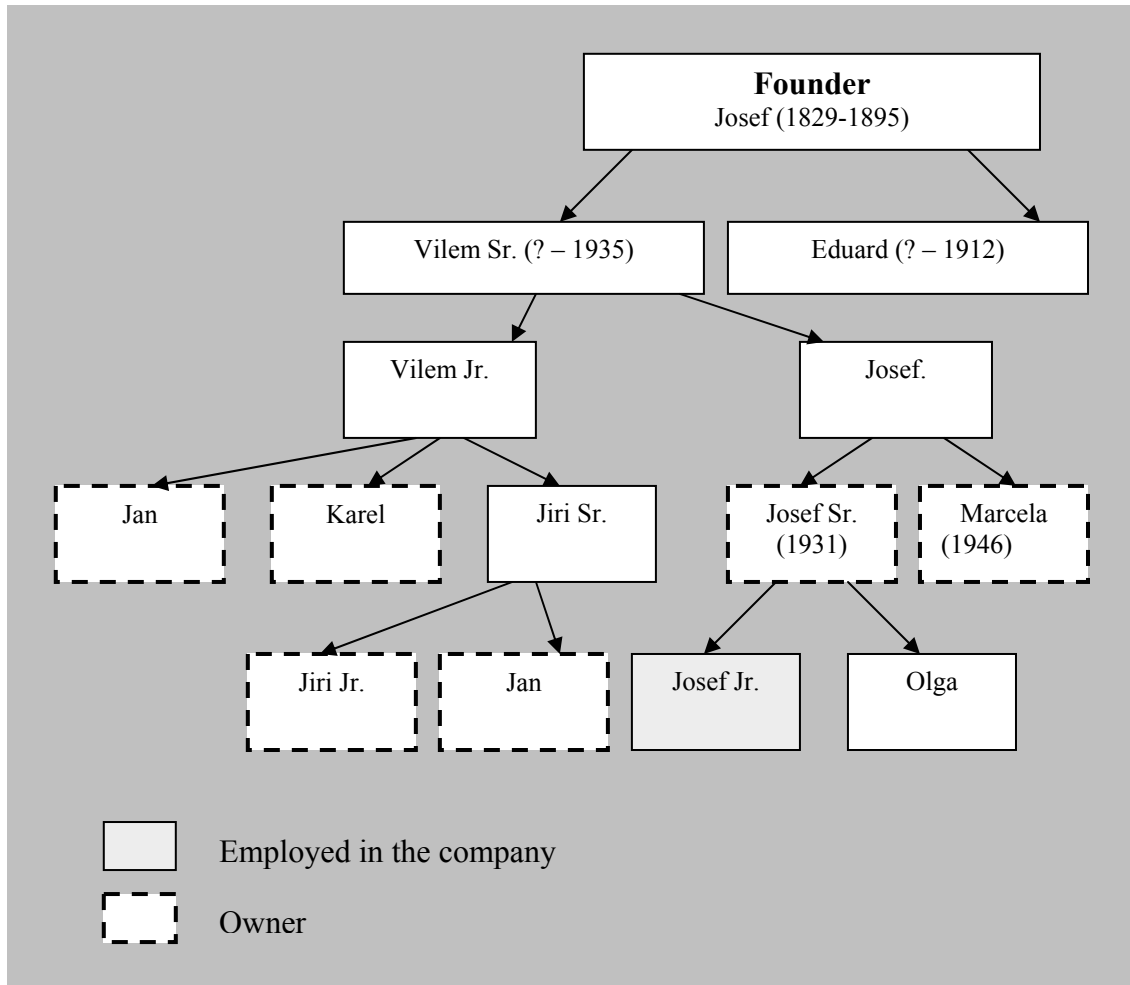 Founder
Josef (1829-1895)
Vilem Sr. (? – 1935)
Eduard (? – 1912)
Vilem Jr.
Josef.
Jan
Karel
Jiri Sr.
Josef Sr.
(1931)
Marcela
(1946)
Jiri Jr.
Jan
Josef Jr.
Olga
Employed in the company
Owner